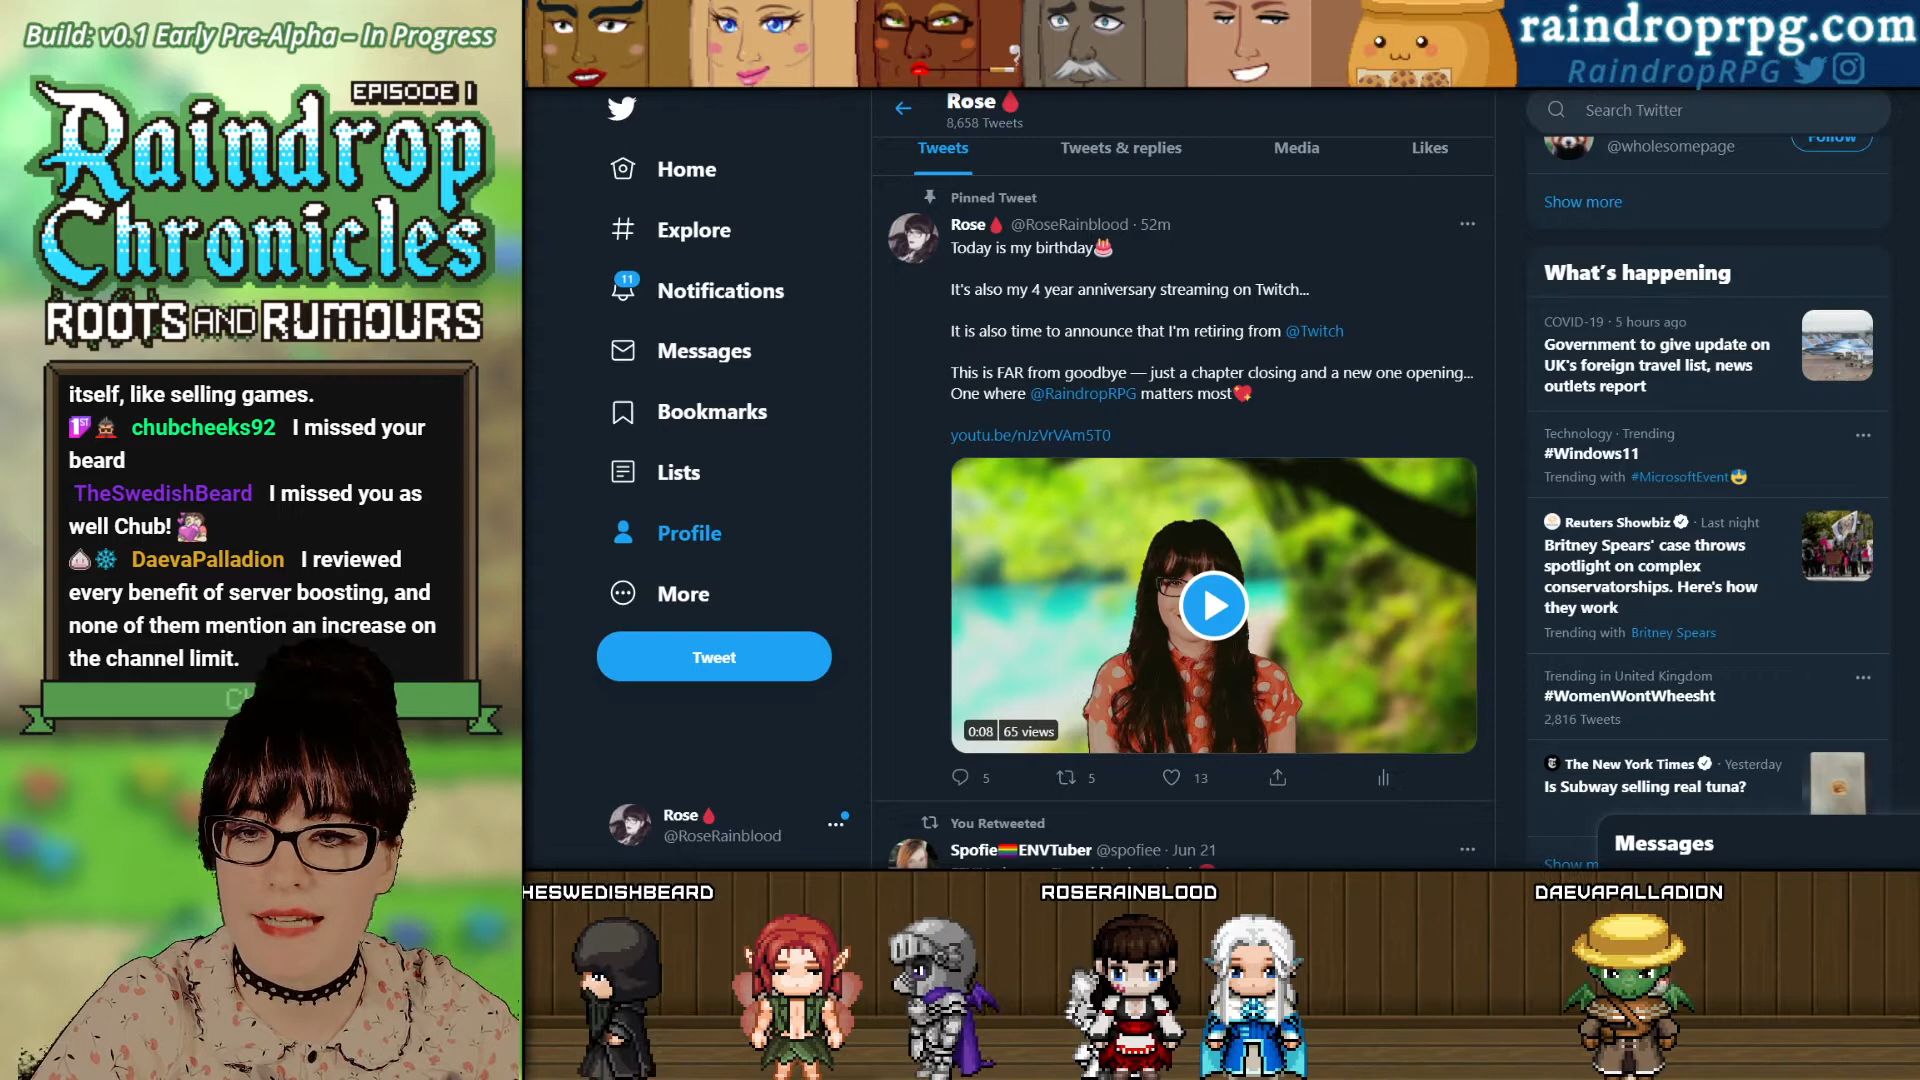 Build: v0.1 Early Pre-Alpha – In Progress
EPISODE I
Raindrop
Chronicles
ROOTS AND RUMOURS
itself, like selling games.
1ST chubcheeks92 I missed your
beard
TheSwedishBeard I missed you as
well Chub!
DaevaPalladion I reviewed
every benefit of server boosting, and
none of them mention an increase on
the channel limit.
raindroprpg.com
RaindropRPG
Home
Explore
11
Notifications
Messages
Bookmarks
Lists
Profile
More
Tweet
Rose🩸
@RoseRainblood
Rose🩸
8,658 Tweets
Tweets
Tweets & replies
Media
Likes
Pinned Tweet
Rose🩸 @RoseRainblood · 52m
Today is my birthday🎂
It's also my 4 year anniversary streaming on Twitch...
It is also time to announce that I'm retiring from @Twitch
This is FAR from goodbye — just a chapter closing and a new one opening...
One where @RaindropRPG matters most💖
youtu.be/nJzVrVAm5T0
0:08 65 views
5
5
13
You Retweeted
Spofie🏳️‍🌈ENVTuber @spofiee · Jun 21
Search Twitter
@wholesomepage
Follow
Show more
What's happening
COVID-19 · 5 hours ago
Government to give update on
UK's foreign travel list, news
outlets report
Technology · Trending
#Windows11
Trending with #MicrosoftEvent
Reuters Showbiz · Last night
Britney Spears' case throws
spotlight on complex
conservatorships. Here's how
they work
Trending with Britney Spears
Trending in United Kingdom
#WomenWontWheesht
2,816 Tweets
The New York Times · Yesterday
Is Subway selling real tuna?
Show m
Messages
HESWEDISHBEARD
ROSERAINBLOOD
DAEVAPALLADION